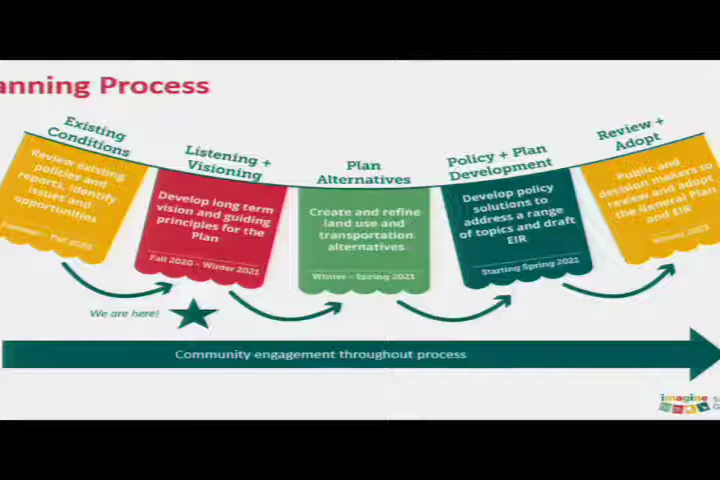 anning Process
Existing
Conditions
Review existing
policies and
reports, identify
issues and
opportunities
Fall 2020
Listening +
Visioning
Develop long term
vision and guiding
principles for the
Plan
Fall 2020 – Winter 2021
Plan
Alternatives
Create and refine
land use and
transportation
alternatives
Winter – Spring 2021
Policy + Plan
Development
Develop policy
solutions to
address a range
of topics and draft
EIR
Starting Spring 2021
Review +
Adopt
Public and
decision makers to
review and adopt
the General Plan
and EIR
We are here!
Community engagement throughout process
imagine